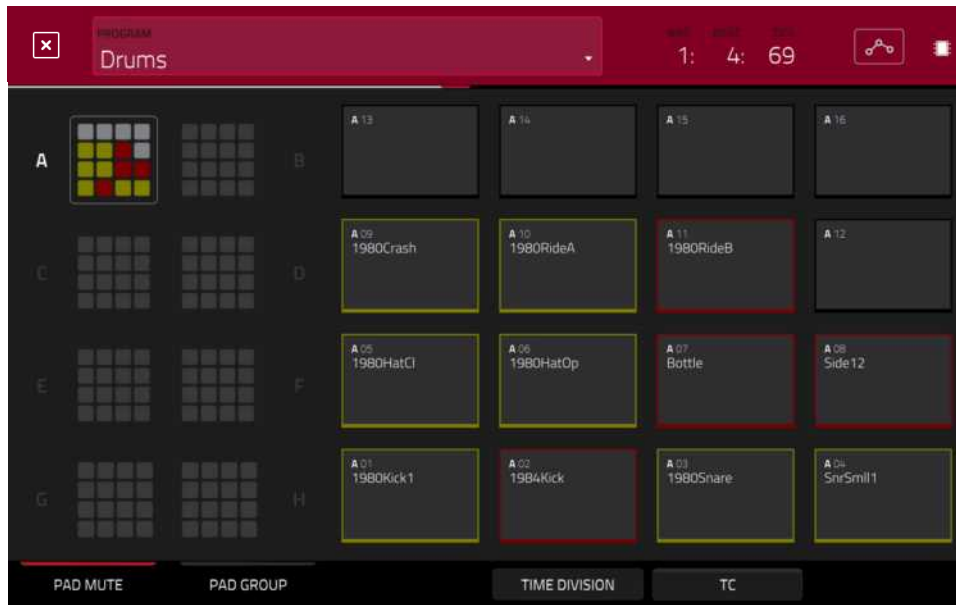 PROGRAM
Drums
1: 4: 69
A
B
A 13
A 14
A 15
A 16
C
D
A 09
1980Crash
A 10
1980RideA
A 11
1980RideB
A 12
E
F
A 05
1980HatCl
A 06
1980HatOp
A 07
Bottle
A 08
Side12
G
H
A 01
1980Kick1
A 02
1984Kick
A 03
1980Snare
A 04
SnrSmll1
PAD MUTE
PAD GROUP
TIME DIVISION
TC